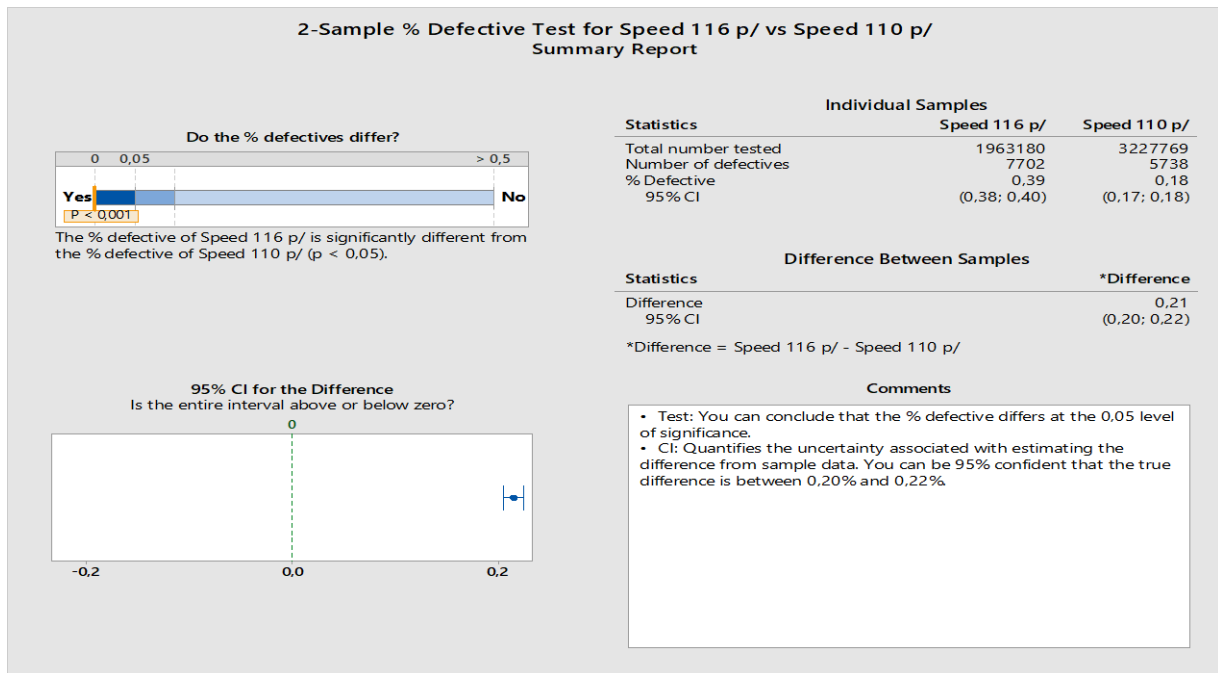 2-Sample % Defective Test for Speed 116 p/ vs Speed 110 p/
Summary Report
Do the % defectives differ?
0 0,05 > 0,5
Yes No
P < 0,001
The % defective of Speed 116 p/ is significantly different from
the % defective of Speed 110 p/ (p < 0,05).
95% CI for the Difference
Is the entire interval above or below zero?
0
-0,2 0,0 0,2
Individual Samples
Statistics Speed 116 p/ Speed 110 p/
Total number tested 1963180 3227769
Number of defectives 7702 5738
% Defective 0,39 0,18
95% CI (0,38; 0,40) (0,17; 0,18)
Difference Between Samples
Statistics *Difference
Difference 0,21
95% CI (0,20; 0,22)
*Difference = Speed 116 p/ - Speed 110 p/
Comments
• Test: You can conclude that the % defective differs at the 0,05 level
of significance.
• CI: Quantifies the uncertainty associated with estimating the
difference from sample data. You can be 95% confident that the true
difference is between 0,20% and 0,22%.